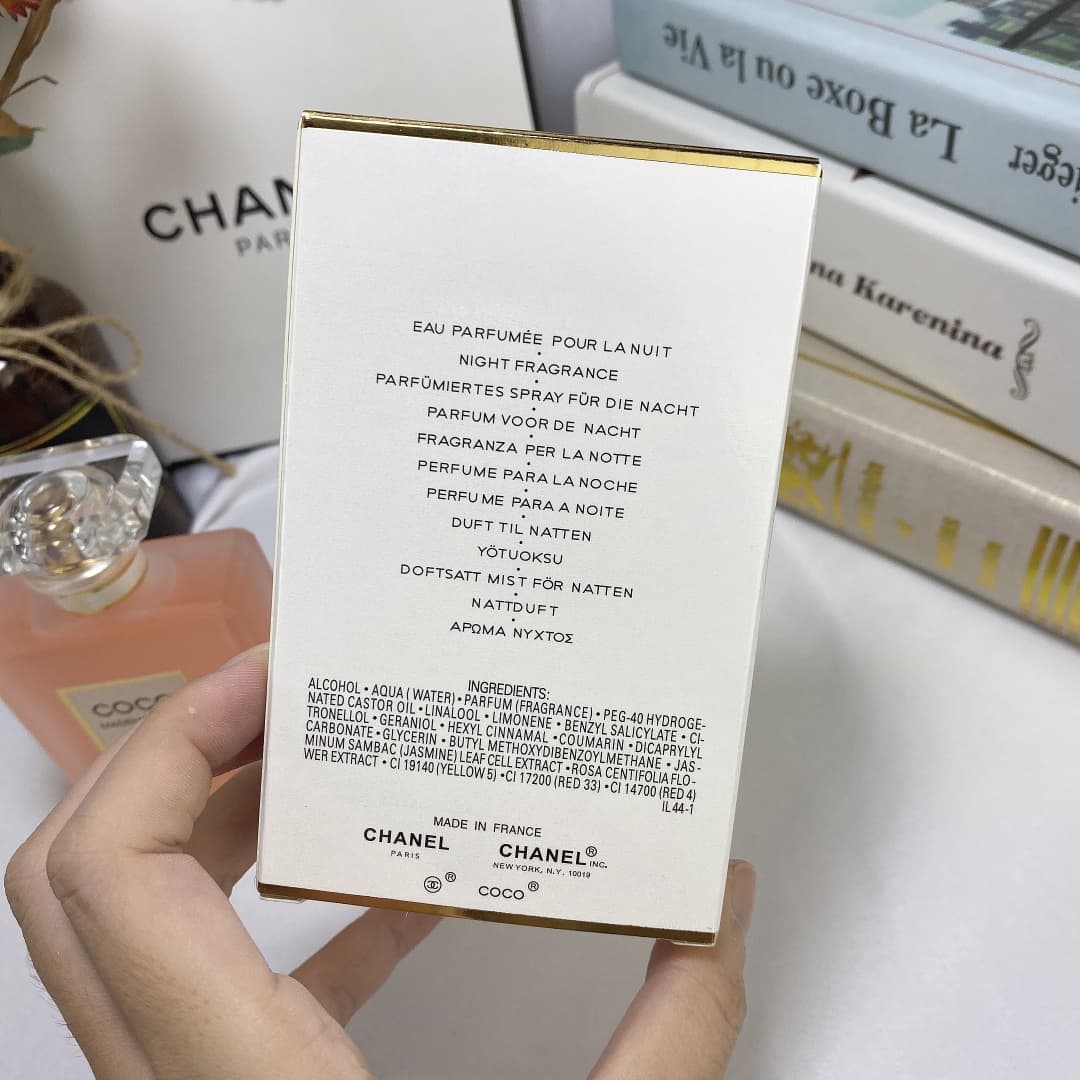 CHAN
PAR
La Boxe ou la Vie
na Karenina
COCO
EAU PARFUMÉE POUR LA NUIT
NIGHT FRAGRANCE
PARFÜMIERTES SPRAY FÜR DIE NACHT
PARFUM VOOR DE NACHT
FRAGRANZA PER LA NOTTE
PERFUME PARA LA NOCHE
PERFUME PARA A NOITE
DUFT TIL NATTEN
YÖTUOKSU
DOFTSATT MIST FÖR NATTEN
NATTDUFT
ΑΡΩΜΑ ΝΥΧΤΟΣ
INGREDIENTS:
ALCOHOL • AQUA (WATER) • PARFUM (FRAGRANCE) • PEG-40 HYDROGE-
NATED CASTOR OIL • LINALOOL • LIMONENE • BENZYL SALICYLATE • CI-
TRONELLOL • GERANIOL • HEXYL CINNAMAL • COUMARIN • DICAPRYLYL
CARBONATE • GLYCERIN • BUTYL METHOXYDIBENZOYLMETHANE • JAS-
MINUM SAMBAC (JASMINE) LEAF CELL EXTRACT • ROSA CENTIFOLIA FLO-
WER EXTRACT • CI 19140 (YELLOW 5) • CI 17200 (RED 33) • CI 14700 (RED 4)
IL44-1
MADE IN FRANCE
CHANEL
PARIS
CHANEL® INC.
NEW YORK, N.Y. 10019
® COCO®